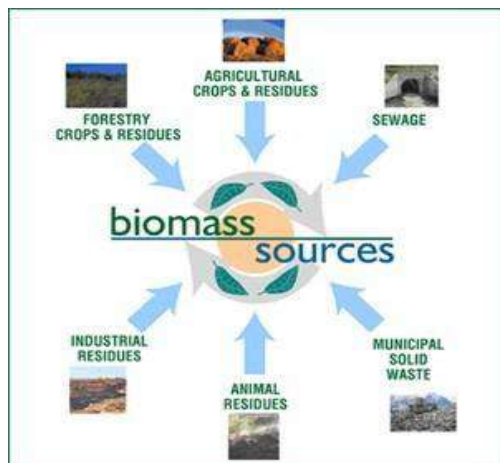 AGRICULTURAL
CROPS & RESIDUES
FORESTRY
CROPS & RESIDUES
SEWAGE
biomass
sources
INDUSTRIAL
RESIDUES
ANIMAL
RESIDUES
MUNICIPAL
SOLID
WASTE